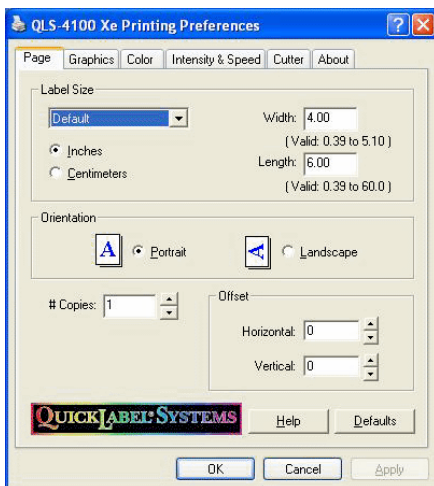 QLS-4100 Xe Printing Preferences
Page Graphics Color Intensity & Speed Cutter About
Label Size
Default
Width: 4.00
(Valid: 0.39 to 5.10 )
Inches
Length: 6.00
Centimeters
(Valid: 0.39 to 60.0 )
Orientation
A Portrait A Landscape
# Copies: 1
Offset
Horizontal: 0
Vertical: 0
QUICKLABEL® SYSTEMS Help Defaults
OK Cancel Apply